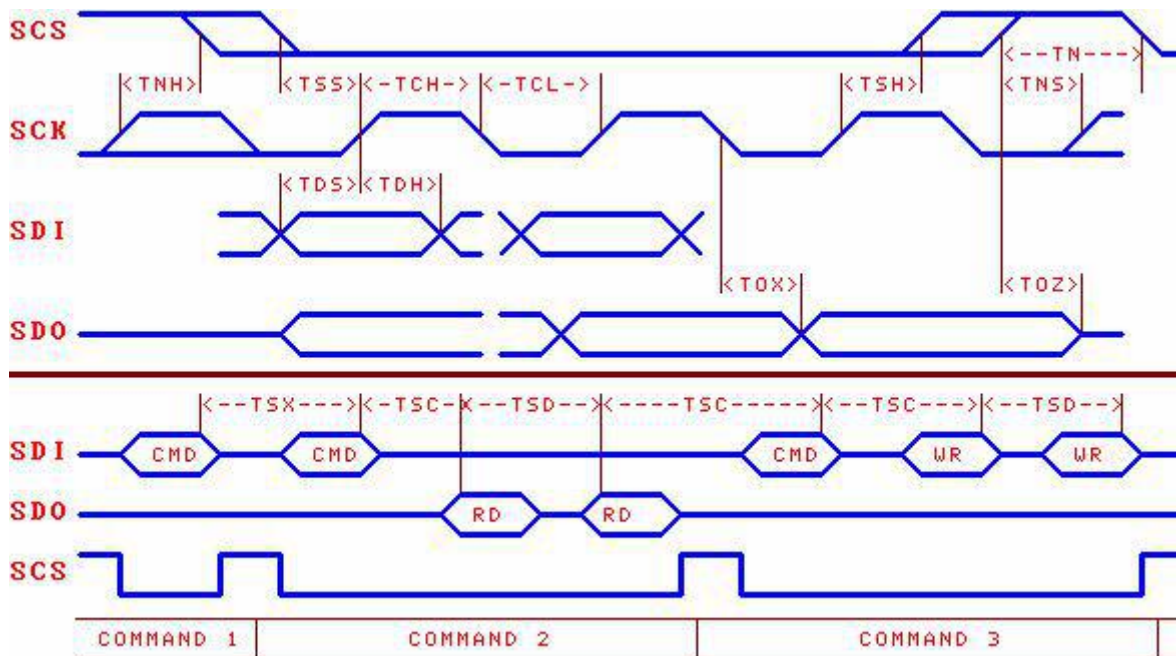 SCS <--TN--->
<TNH> <TSS> <-TCH-> <-TCL-> <TSH> <TNS>
SCK
<TDS> <TDH>
SDI
<TOX> <TOZ>
SDO
<--TSX---> <-TSC-X--TSD--> <----TSC-----> <--TSC---> <--TSD-->
SDI CMD CMD CMD WR WR
SDO RD RD
SCS
COMMAND 1 COMMAND 2 COMMAND 3